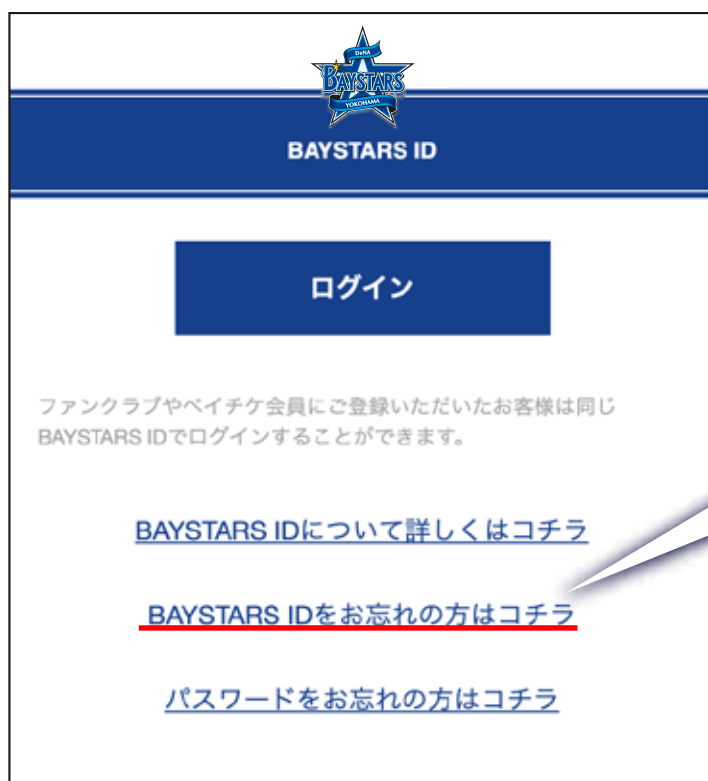 DeNA
BAYSTARS
YOKOHAMA
BAYSTARS ID
ログイン
ファンクラブやベイチケ会員にご登録いただいたお客様は同じ
BAYSTARS IDでログインすることができます。
BAYSTARS IDについて詳しくはコチラ
BAYSTARS IDをお忘れの方はコチラ
パスワードをお忘れの方はコチラ